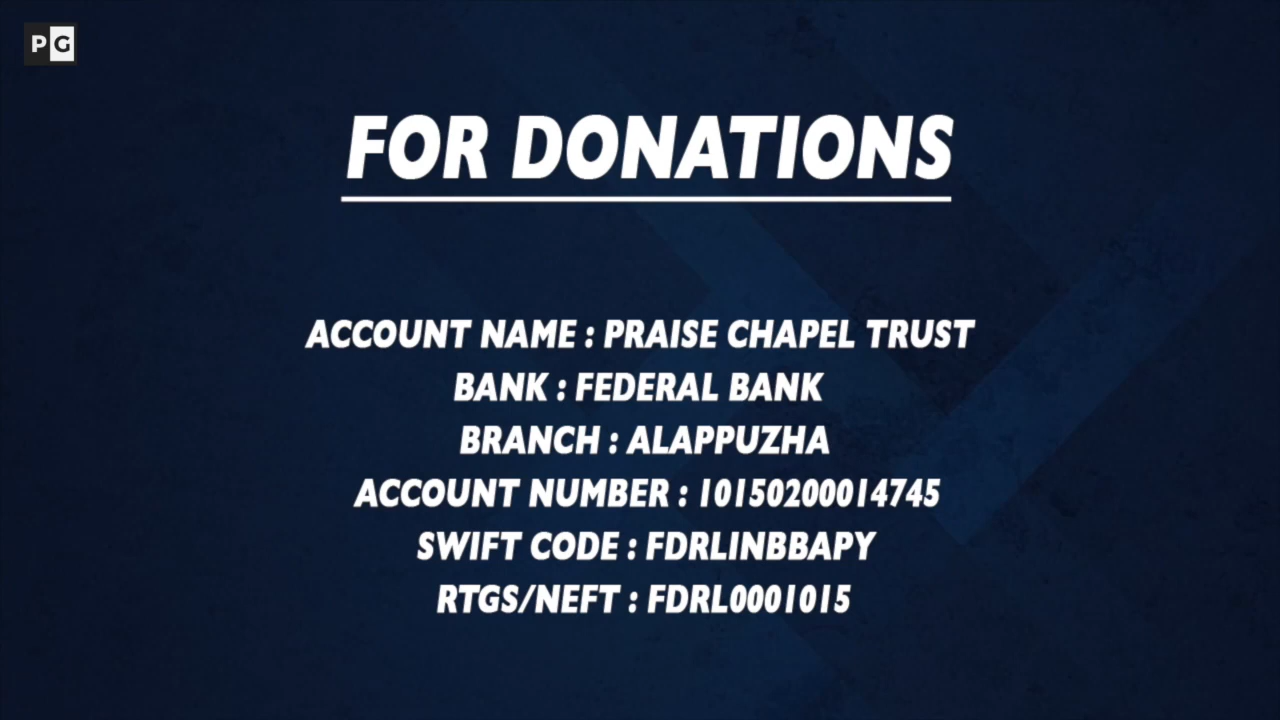 PG
FOR DONATIONS
ACCOUNT NAME : PRAISE CHAPEL TRUST
BANK : FEDERAL BANK
BRANCH : ALAPPUZHA
ACCOUNT NUMBER : 10150200014745
SWIFT CODE : FDRLINBBAPY
RTGS/NEFT : FDRL0001015